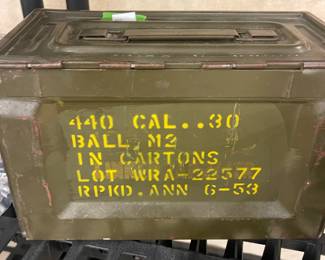 440 CAL..30
BALL, M2
IN CARTONS
LOT WRA-22577
RPKD. ANN 6-53